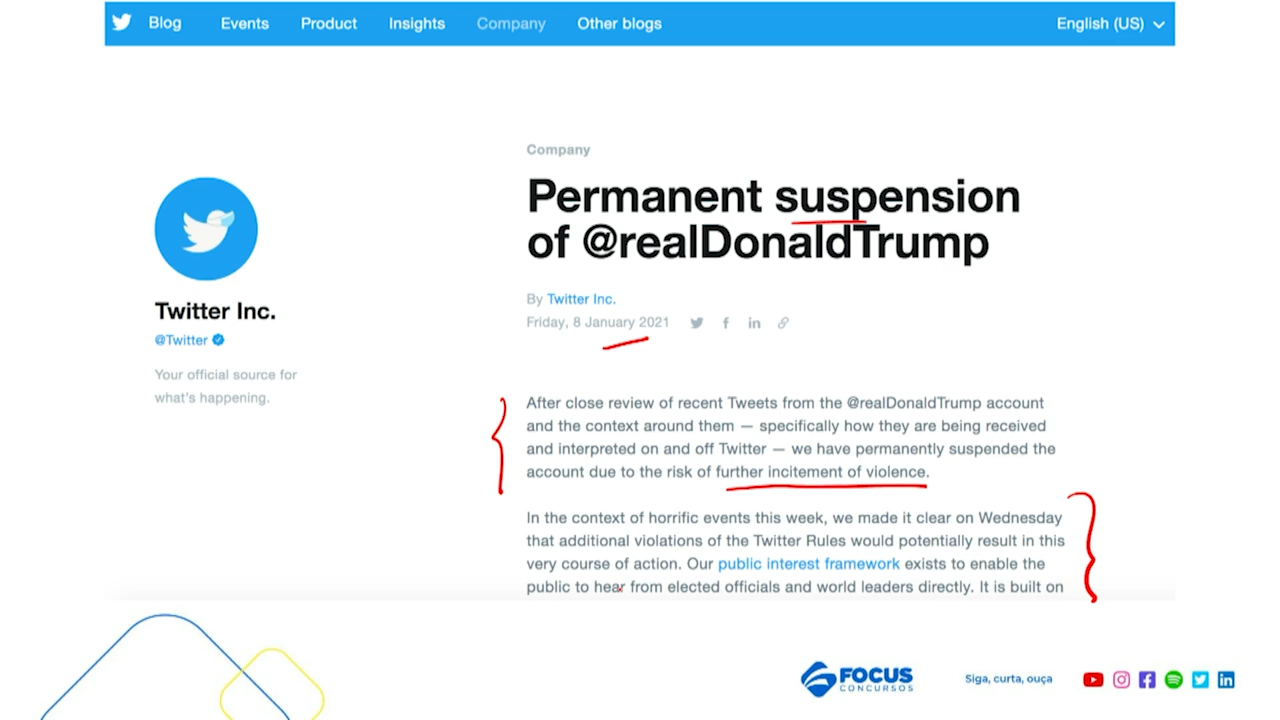 Blog Events Product Insights Company Other blogs English (US)
Company
Permanent suspension
of @realDonaldTrump
By Twitter Inc.
Friday, 8 January 2021
Twitter Inc.
@Twitter
Your official source for
what's happening.
After close review of recent Tweets from the @realDonaldTrump account
and the context around them — specifically how they are being received
and interpreted on and off Twitter — we have permanently suspended the
account due to the risk of further incitement of violence.
In the context of horrific events this week, we made it clear on Wednesday
that additional violations of the Twitter Rules would potentially result in this
very course of action. Our public interest framework exists to enable the
public to hear from elected officials and world leaders directly. It is built on
FOCUS
CONCURSOS
Siga, curta, ouça